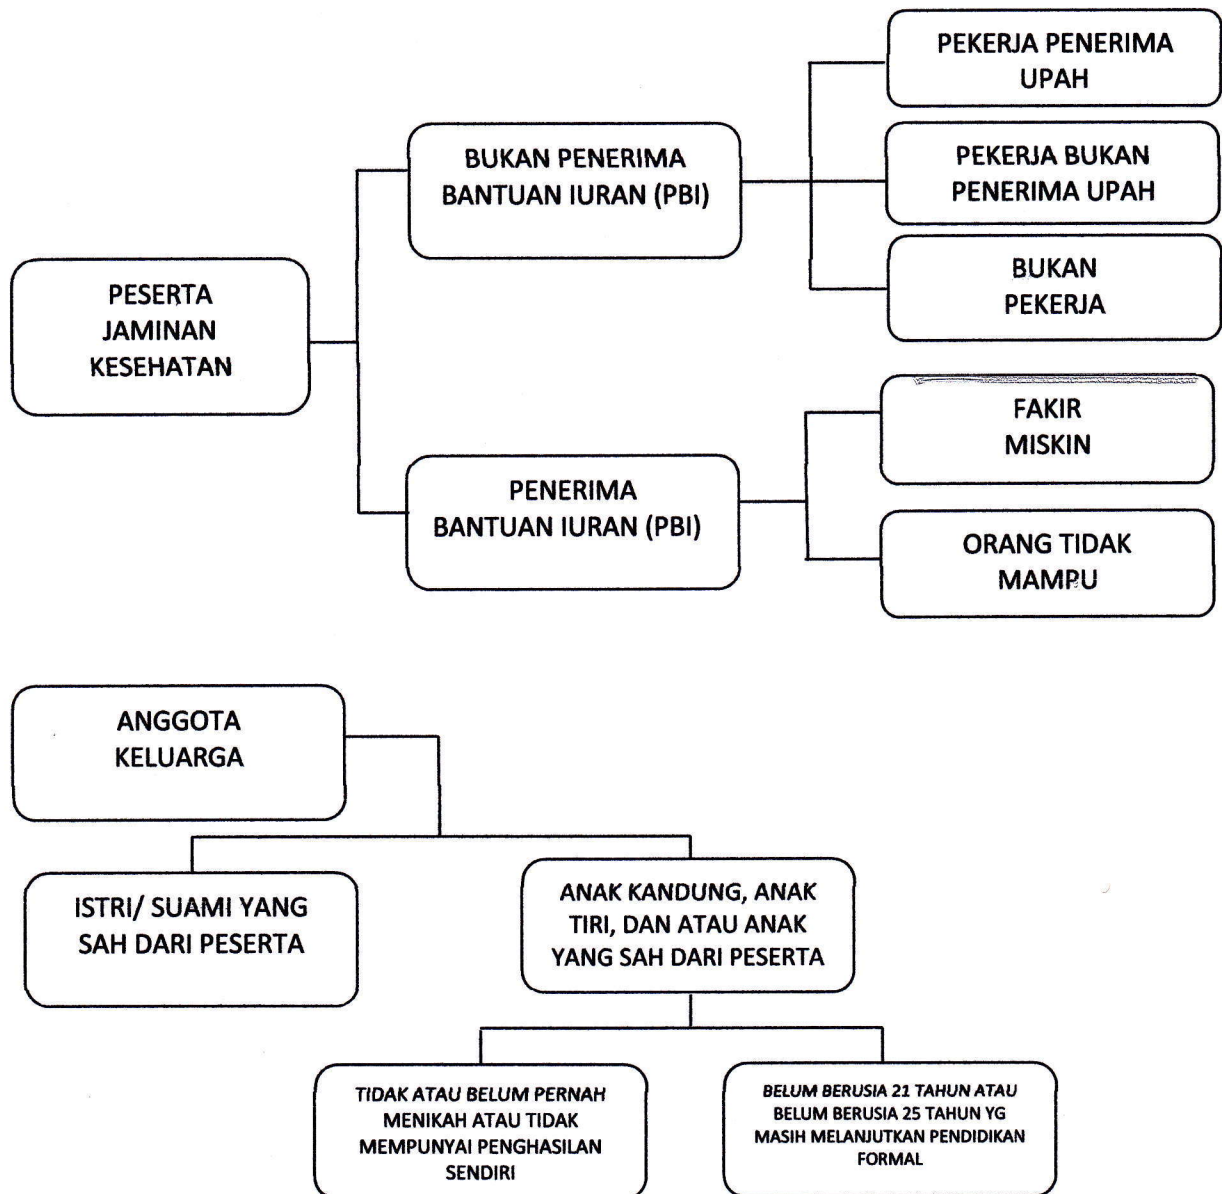 PESERTA
JAMINAN
KESEHATAN
BUKAN PENERIMA
BANTUAN IURAN (PBI)
PEKERJA PENERIMA
UPAH
PEKERJA BUKAN
PENERIMA UPAH
BUKAN
PEKERJA
PENERIMA
BANTUAN IURAN (PBI)
FAKIR
MISKIN
ORANG TIDAK
MAMPU
ANGGOTA
KELUARGA
ISTRI/ SUAMI YANG
SAH DARI PESERTA
ANAK KANDUNG, ANAK
TIRI, DAN ATAU ANAK
YANG SAH DARI PESERTA
TIDAK ATAU BELUM PERNAH
MENIKAH ATAU TIDAK
MEMPUNYAI PENGHASILAN
SENDIRI
BELUM BERUSIA 21 TAHUN ATAU
BELUM BERUSIA 25 TAHUN YG
MASIH MELANJUTKAN PENDIDIKAN
FORMAL